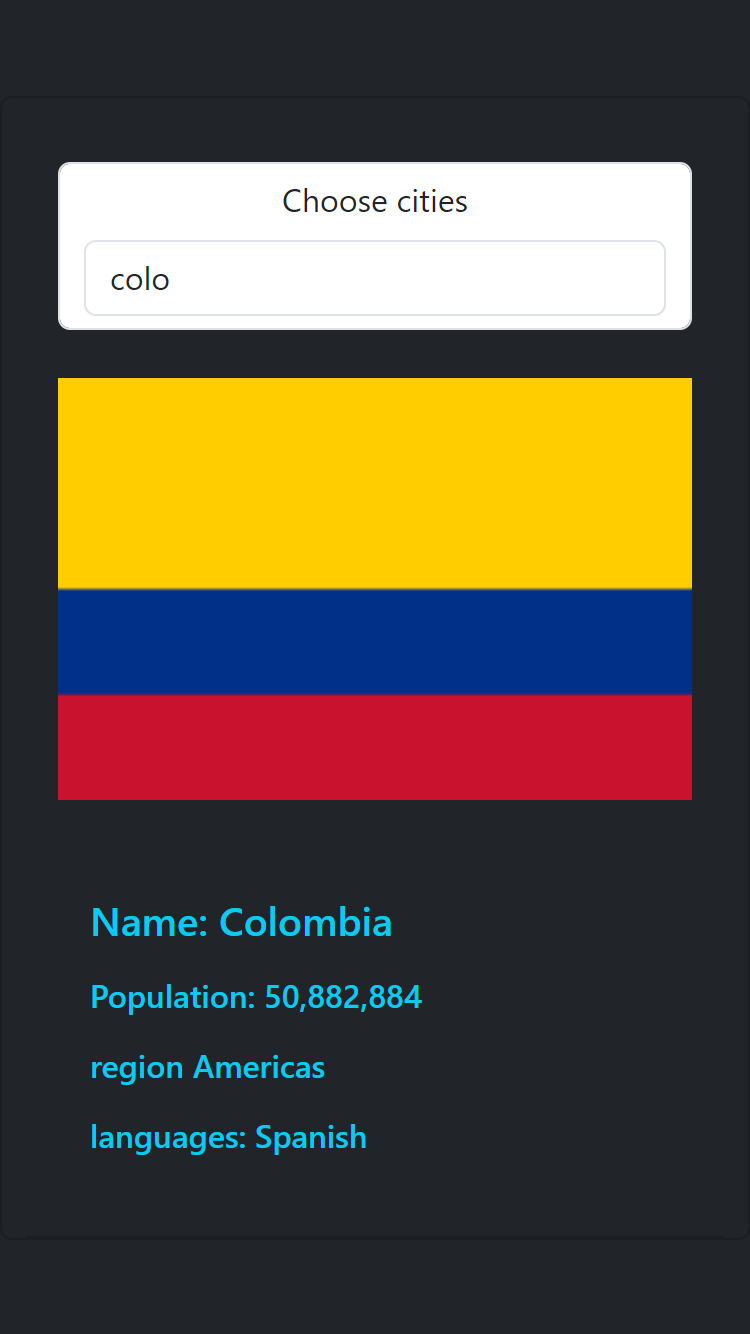 Choose cities
colo
Name: Colombia
Population: 50,882,884
region Americas
languages: Spanish